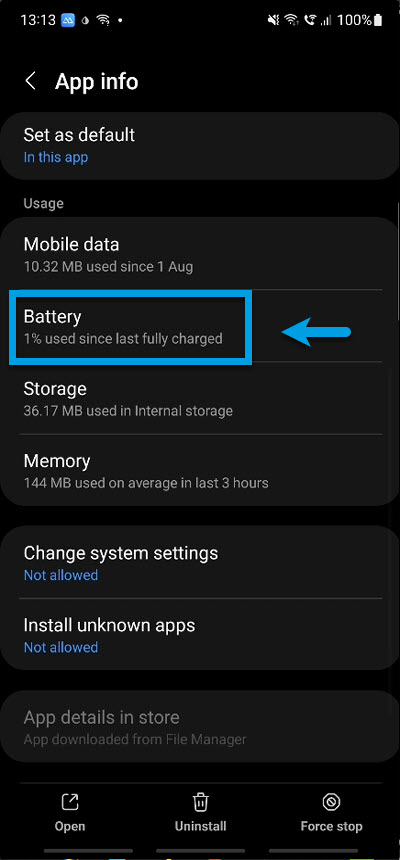 13:13
100%
App info
Set as default
In this app
Usage
Mobile data
10.32 MB used since 1 Aug
Battery
1% used since last fully charged
Storage
36.17 MB used in Internal storage
Memory
144 MB used on average in last 3 hours
Change system settings
Not allowed
Install unknown apps
Not allowed
App details in store
App downloaded from File Manager
Open
Uninstall
Force stop